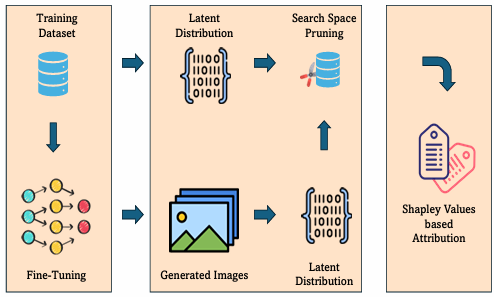 Training
Dataset
Latent
Distribution
Search Space
Pruning
Fine-Tuning
Generated Images
Latent
Distribution
Shapley Values
based
Attribution